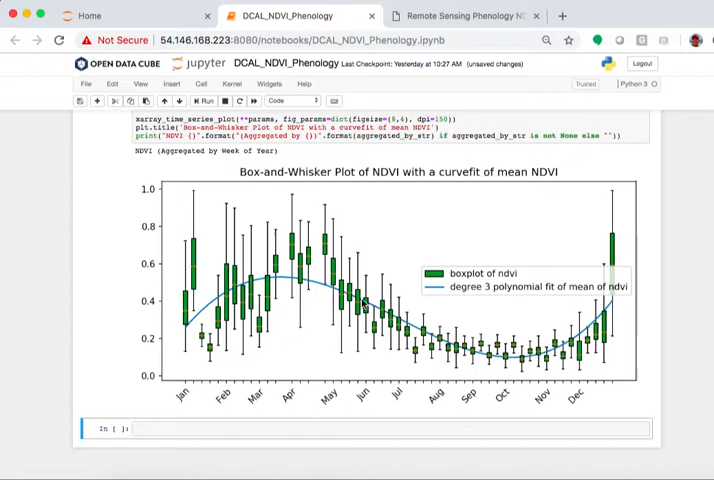 Home
DCAL_NDVI_Phenology
Remote Sensing Phenology ND
Not Secure 54.146.168.223:8080/notebooks/DCAL_NDVI_Phenology.ipynb
OPEN DATA CUBE jupyter DCAL_NDVI_Phenology Last Checkpoint: Yesterday at 10:27 AM (unsaved changes) Logout
File Edit View Insert Cell Kernel Widgets Help Trusted Python 3
Run Code
xarray_time_series_plot(**params, fig_params=dict(figsize=(8,4), dpi=150))
plt.title('Box-and-Whisker Plot of NDVI with a curvefit of mean NDVI')
print("NDVI {}".format("(Aggregated by {})".format(aggregated_by_str) if aggregated_by_str is not None else ""))
NDVI (Aggregated by Week of Year)
Box-and-Whisker Plot of NDVI with a curvefit of mean NDVI
1.0
0.8
0.6
0.4
0.2
0.0
boxplot of ndvi
degree 3 polynomial fit of mean of ndvi
Jan Feb Mar Apr May Jun Jul Aug Sep Oct Nov Dec
In [ ]: